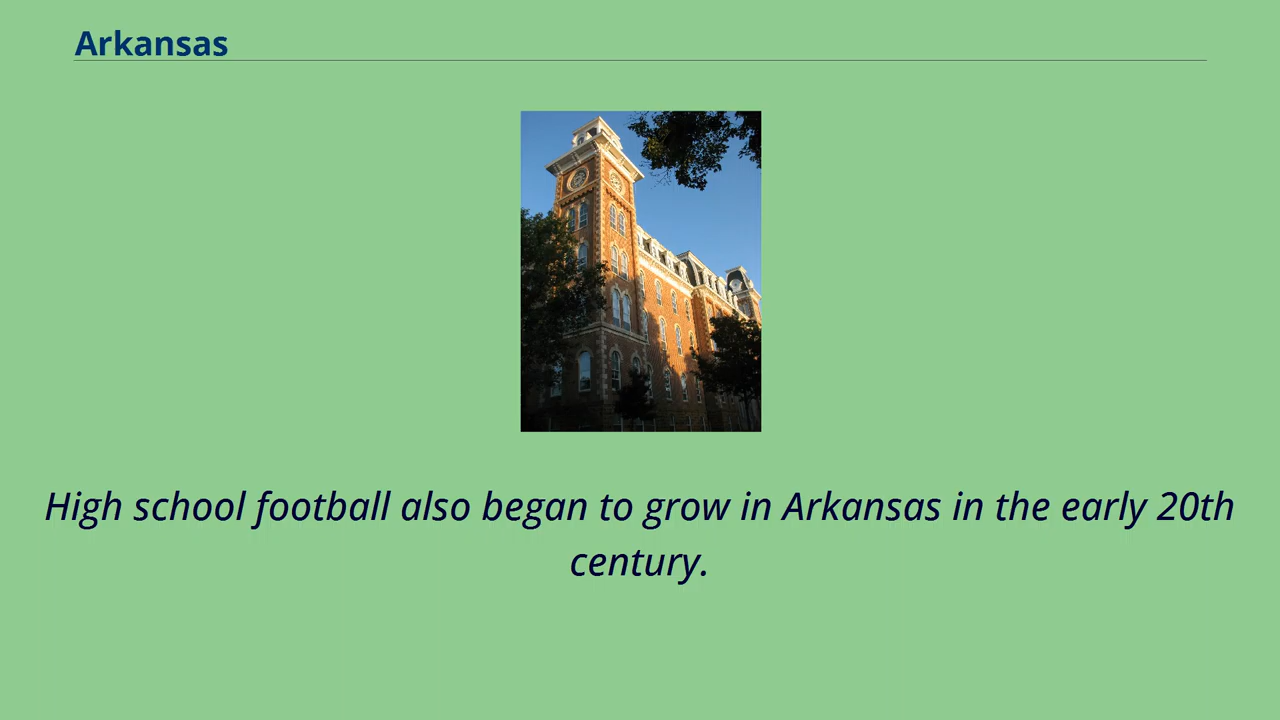 Arkansas
High school football also began to grow in Arkansas in the early 20th
century.